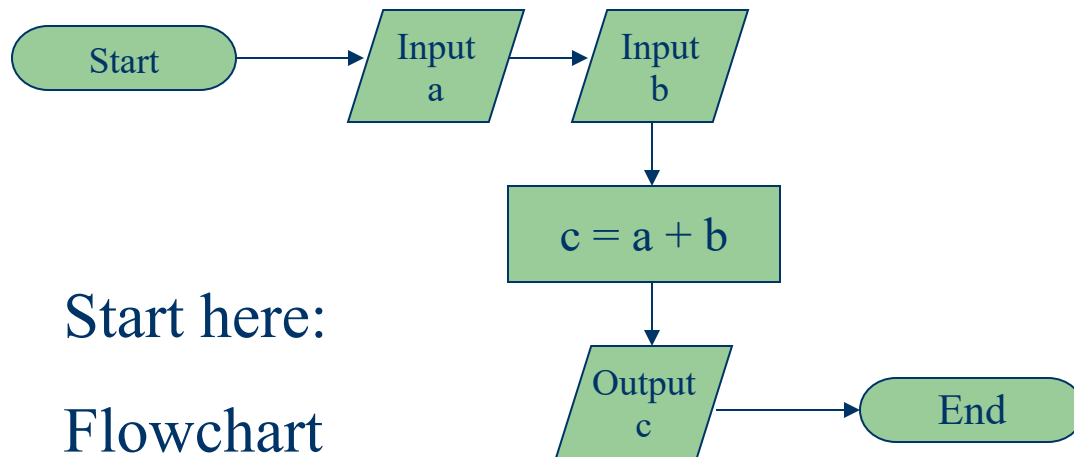 Start
Input
a
Input
b
c = a + b
Start here:
Flowchart
Output
c
End